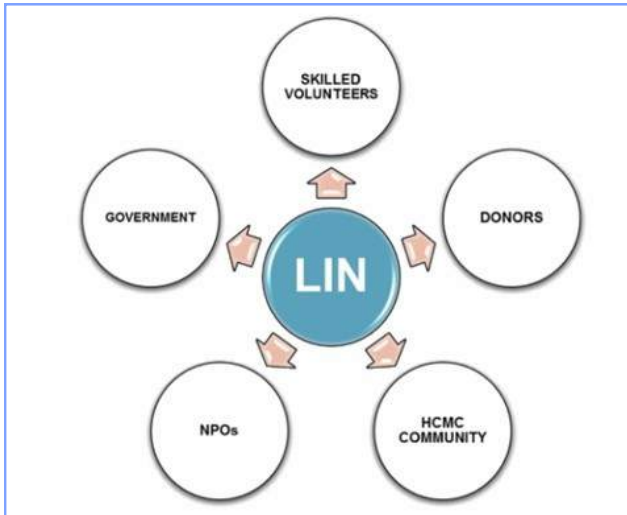 SKILLED
VOLUNTEERS
GOVERNMENT
DONORS
LIN
NPOs
HCMC
COMMUNITY